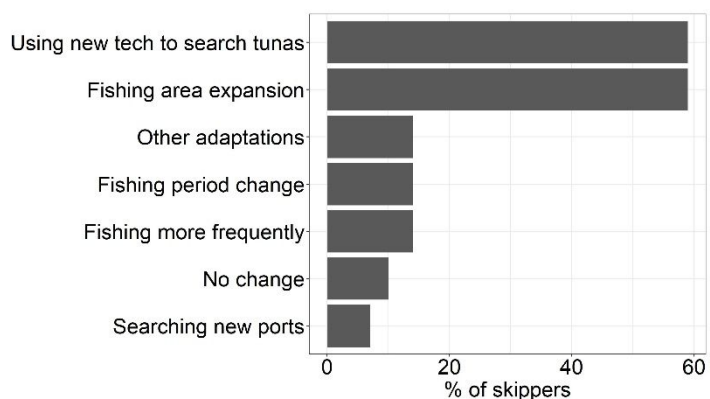 Using new tech to search tunas
Fishing area expansion
Other adaptations
Fishing period change
Fishing more frequently
No change
Searching new ports
0 20 40 60
% of skippers